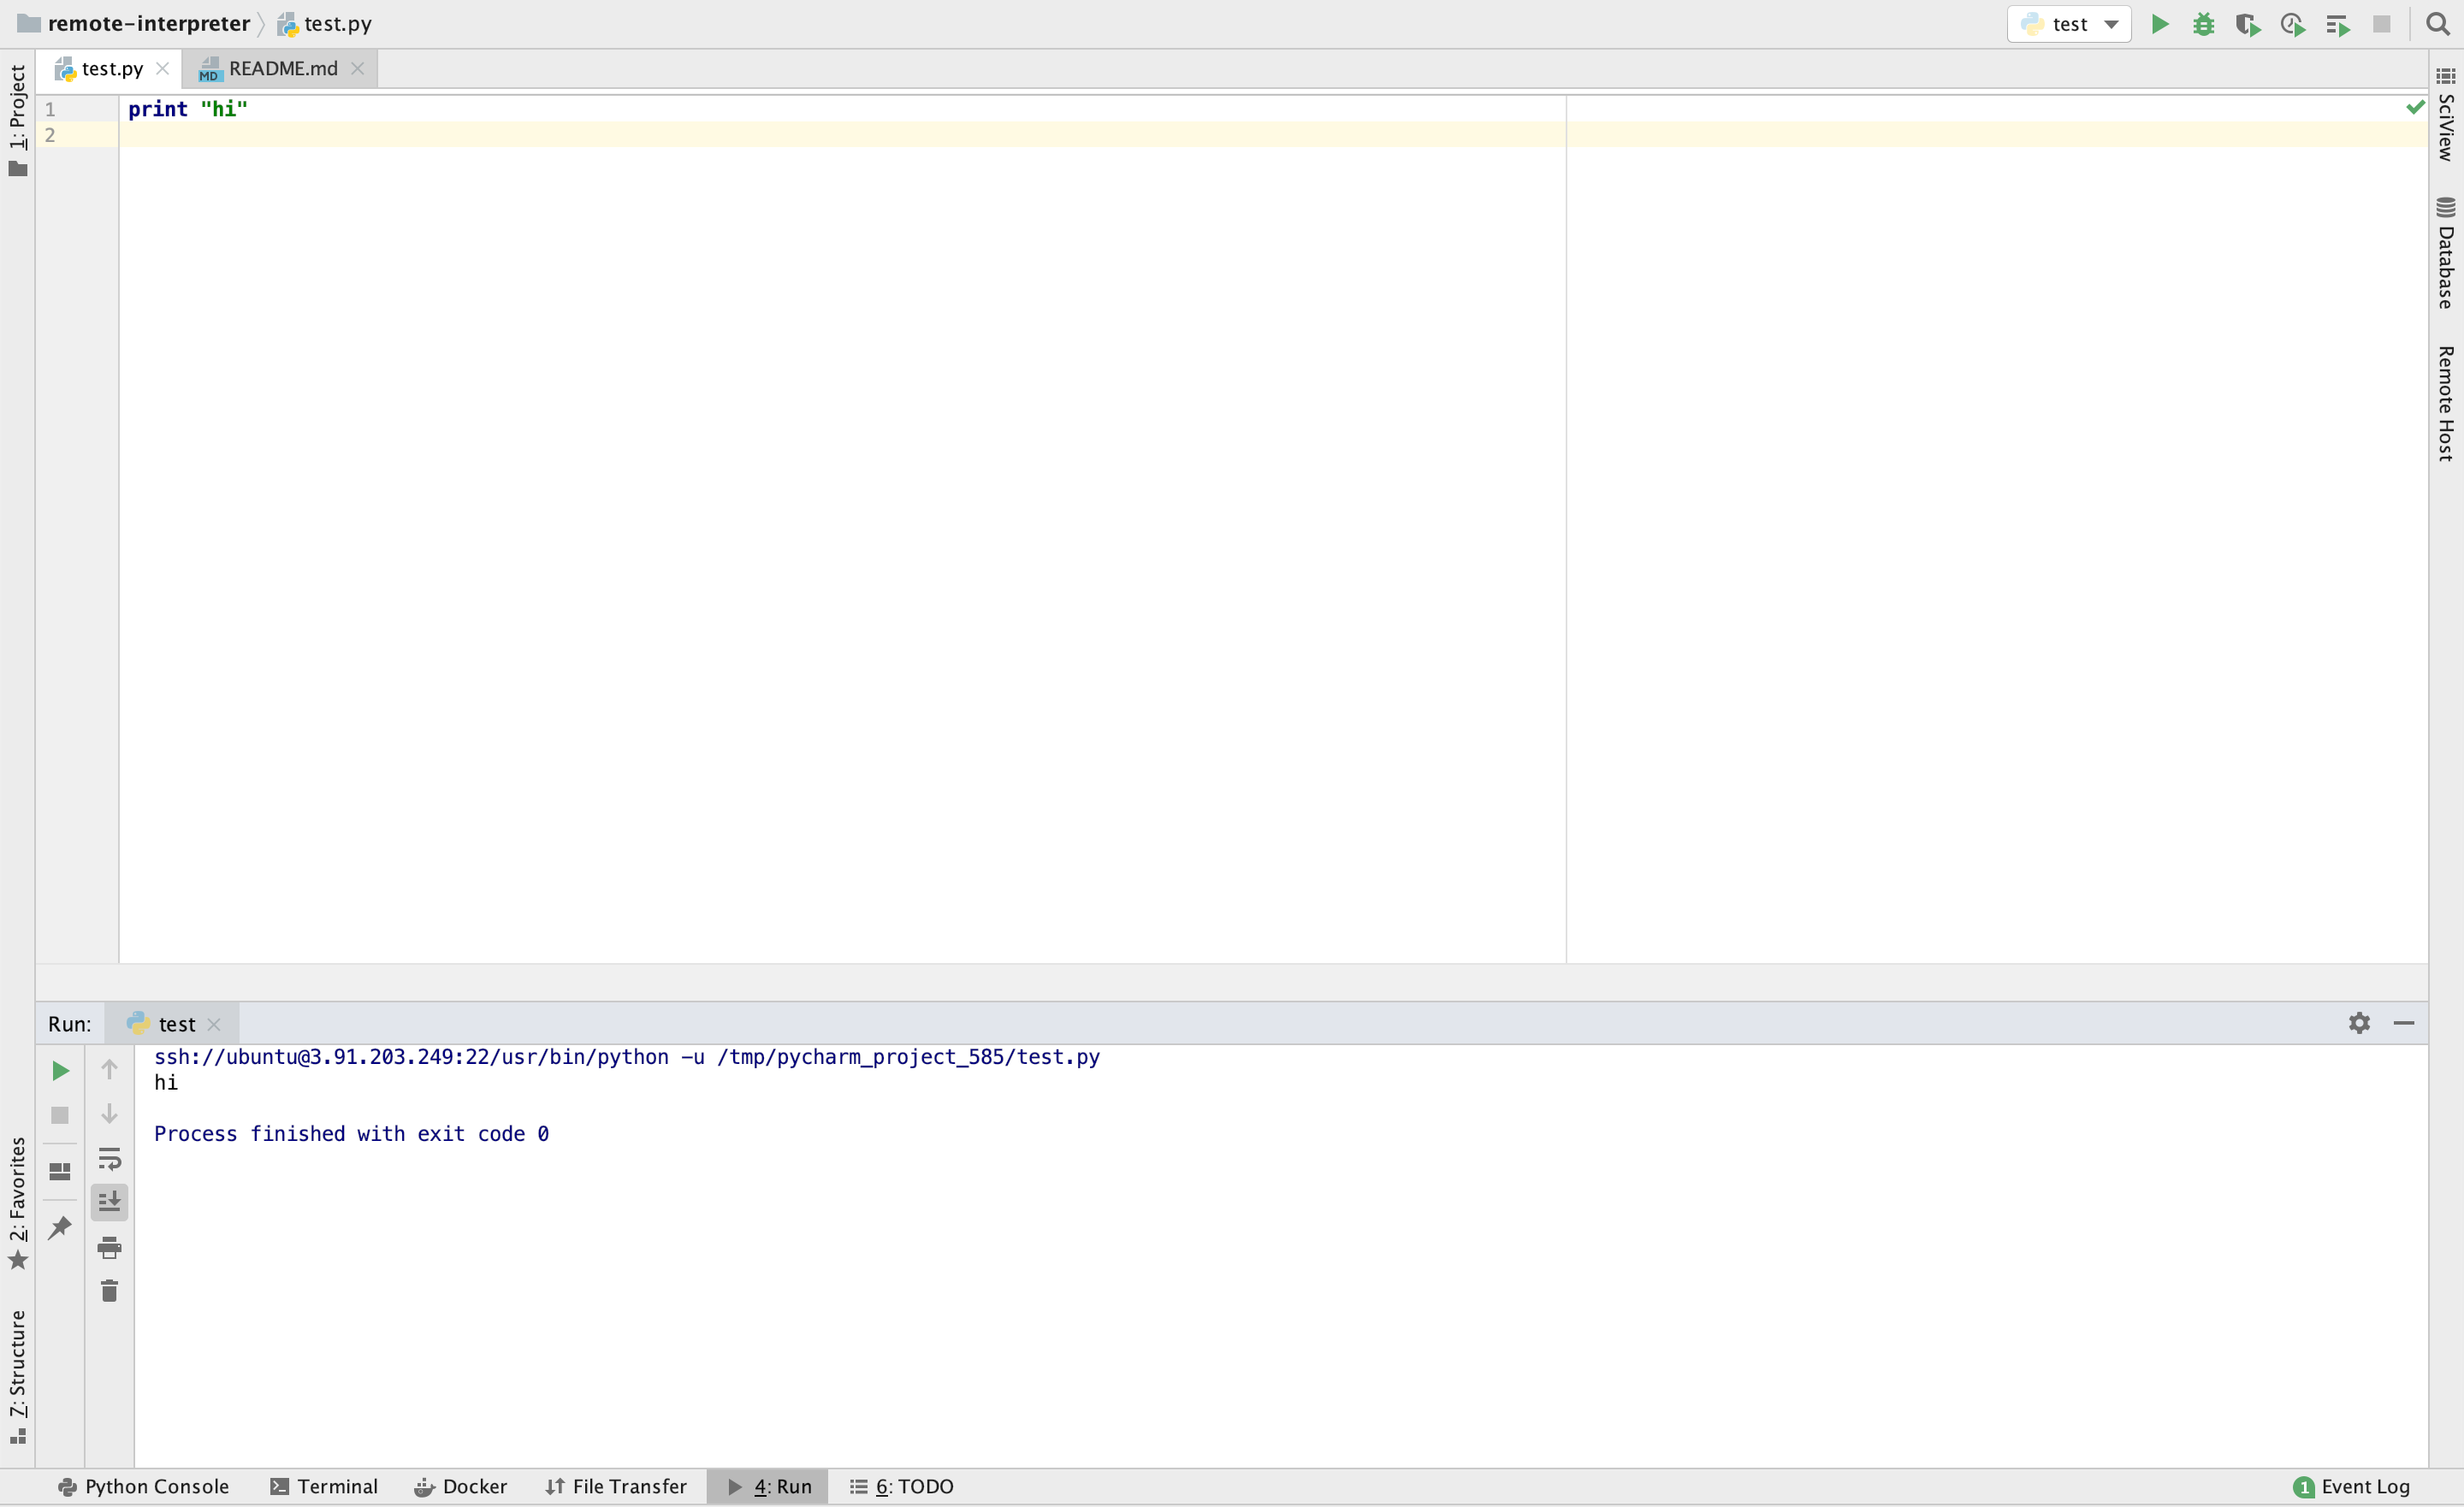 remote-interpreter test.py
test
test.py README.md
MD
1: Project
SciView
Database
Remote Host
1 print "hi"
2
Run: test
ssh://ubuntu@3.91.203.249:22/usr/bin/python -u /tmp/pycharm_project_585/test.py
hi
Process finished with exit code 0
2: Favorites
7: Structure
Python Console Terminal Docker File Transfer 4: Run 6: TODO 1 Event Log